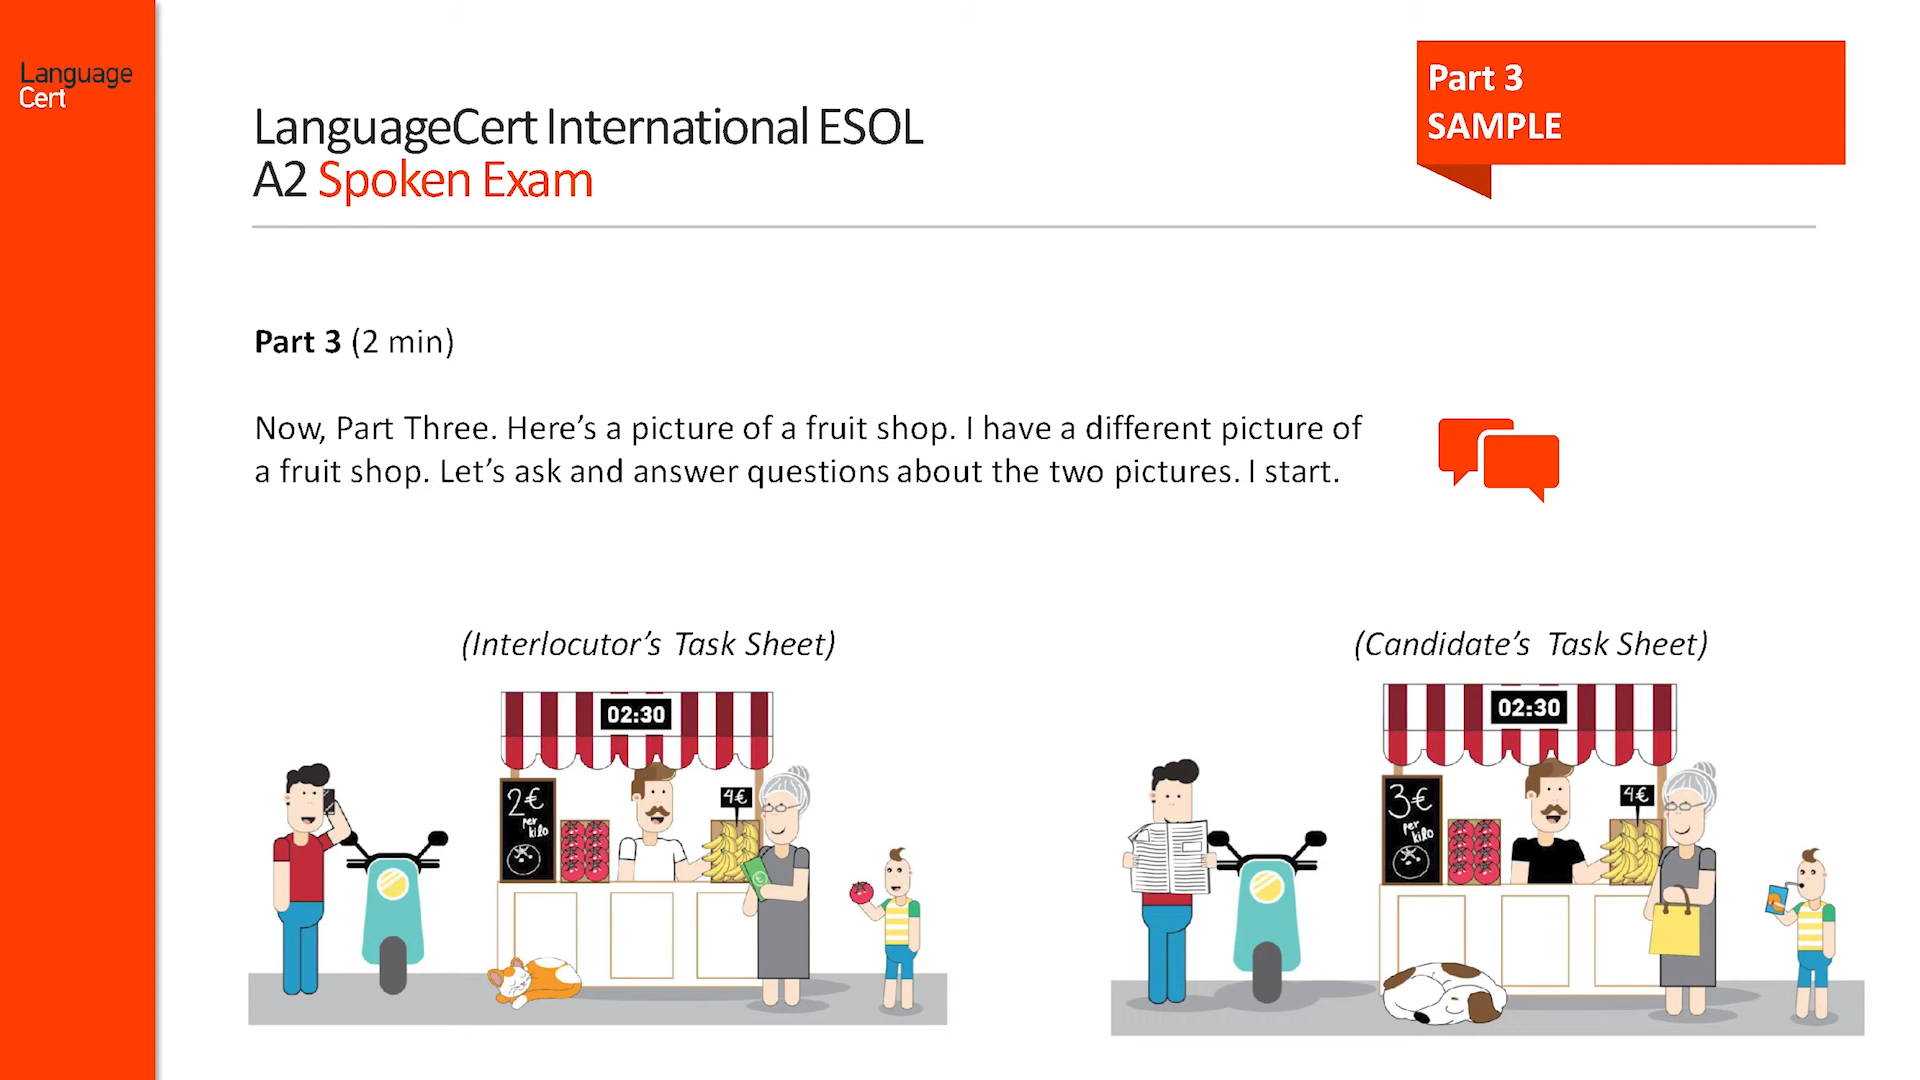 Language
Cert
LanguageCert International ESOL
A2 Spoken Exam
Part 3
SAMPLE
Part 3 (2 min)
Now, Part Three. Here's a picture of a fruit shop. I have a different picture of
a fruit shop. Let's ask and answer questions about the two pictures. I start.
(Interlocutor's Task Sheet)
02:30
2€
per
kilo
4€
€
(Candidate's Task Sheet)
02:30
3€
per
kilo
4€